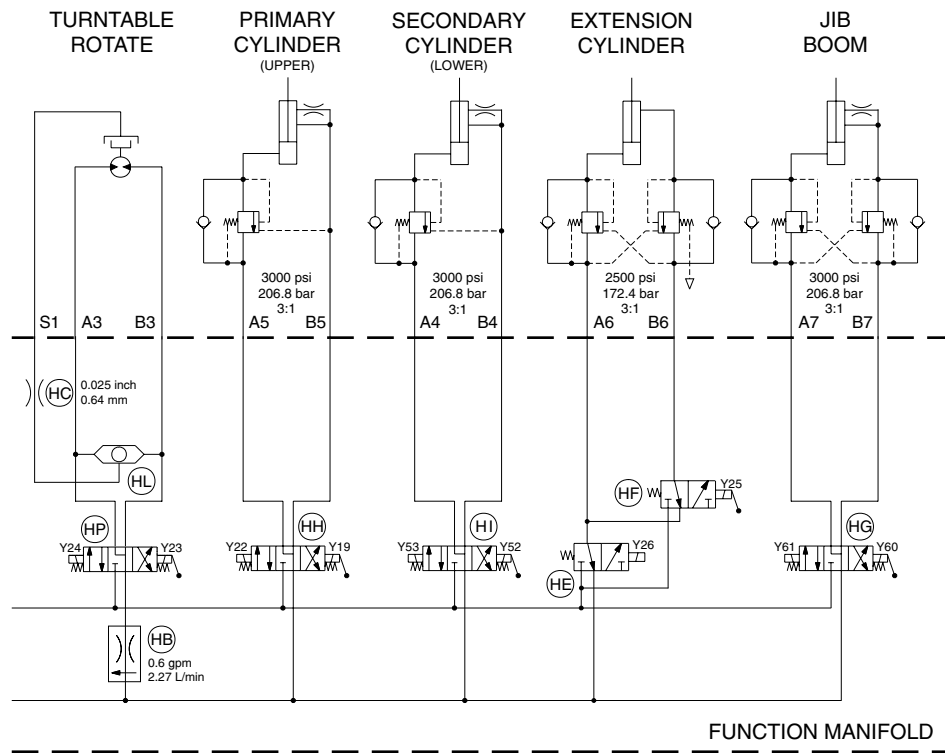 TURNTABLE
ROTATE
PRIMARY
CYLINDER
(UPPER)
SECONDARY
CYLINDER
(LOWER)
EXTENSION
CYLINDER
JIB
BOOM
3000 psi
206.8 bar
3:1
3000 psi
206.8 bar
3:1
2500 psi
172.4 bar
3:1
3000 psi
206.8 bar
3:1
S1 A3 B3 A5 B5 A4 B4 A6 B6 A7 B7
HC
0.025 inch
0.64 mm
HL
HF
Y25
HP
HH
HI
HG
Y24 Y23 Y22 Y19 Y53 Y52 Y26 Y61 Y60
HE
HB
0.6 gpm
2.27 L/min
FUNCTION MANIFOLD